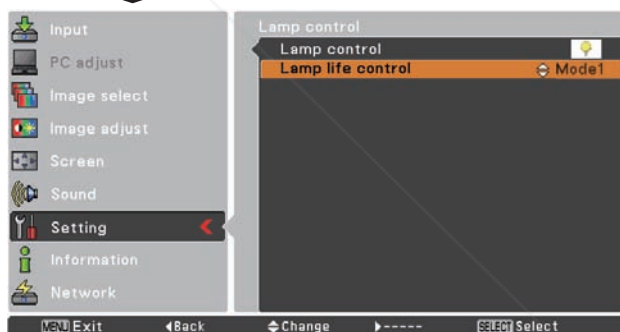 Input
PC adjust
Image select
Image adjust
Screen
Sound
Setting
Information
Network
Lamp control
Lamp control
Lamp life control Mode1
MENU Exit Back Change ----- SELECT Select